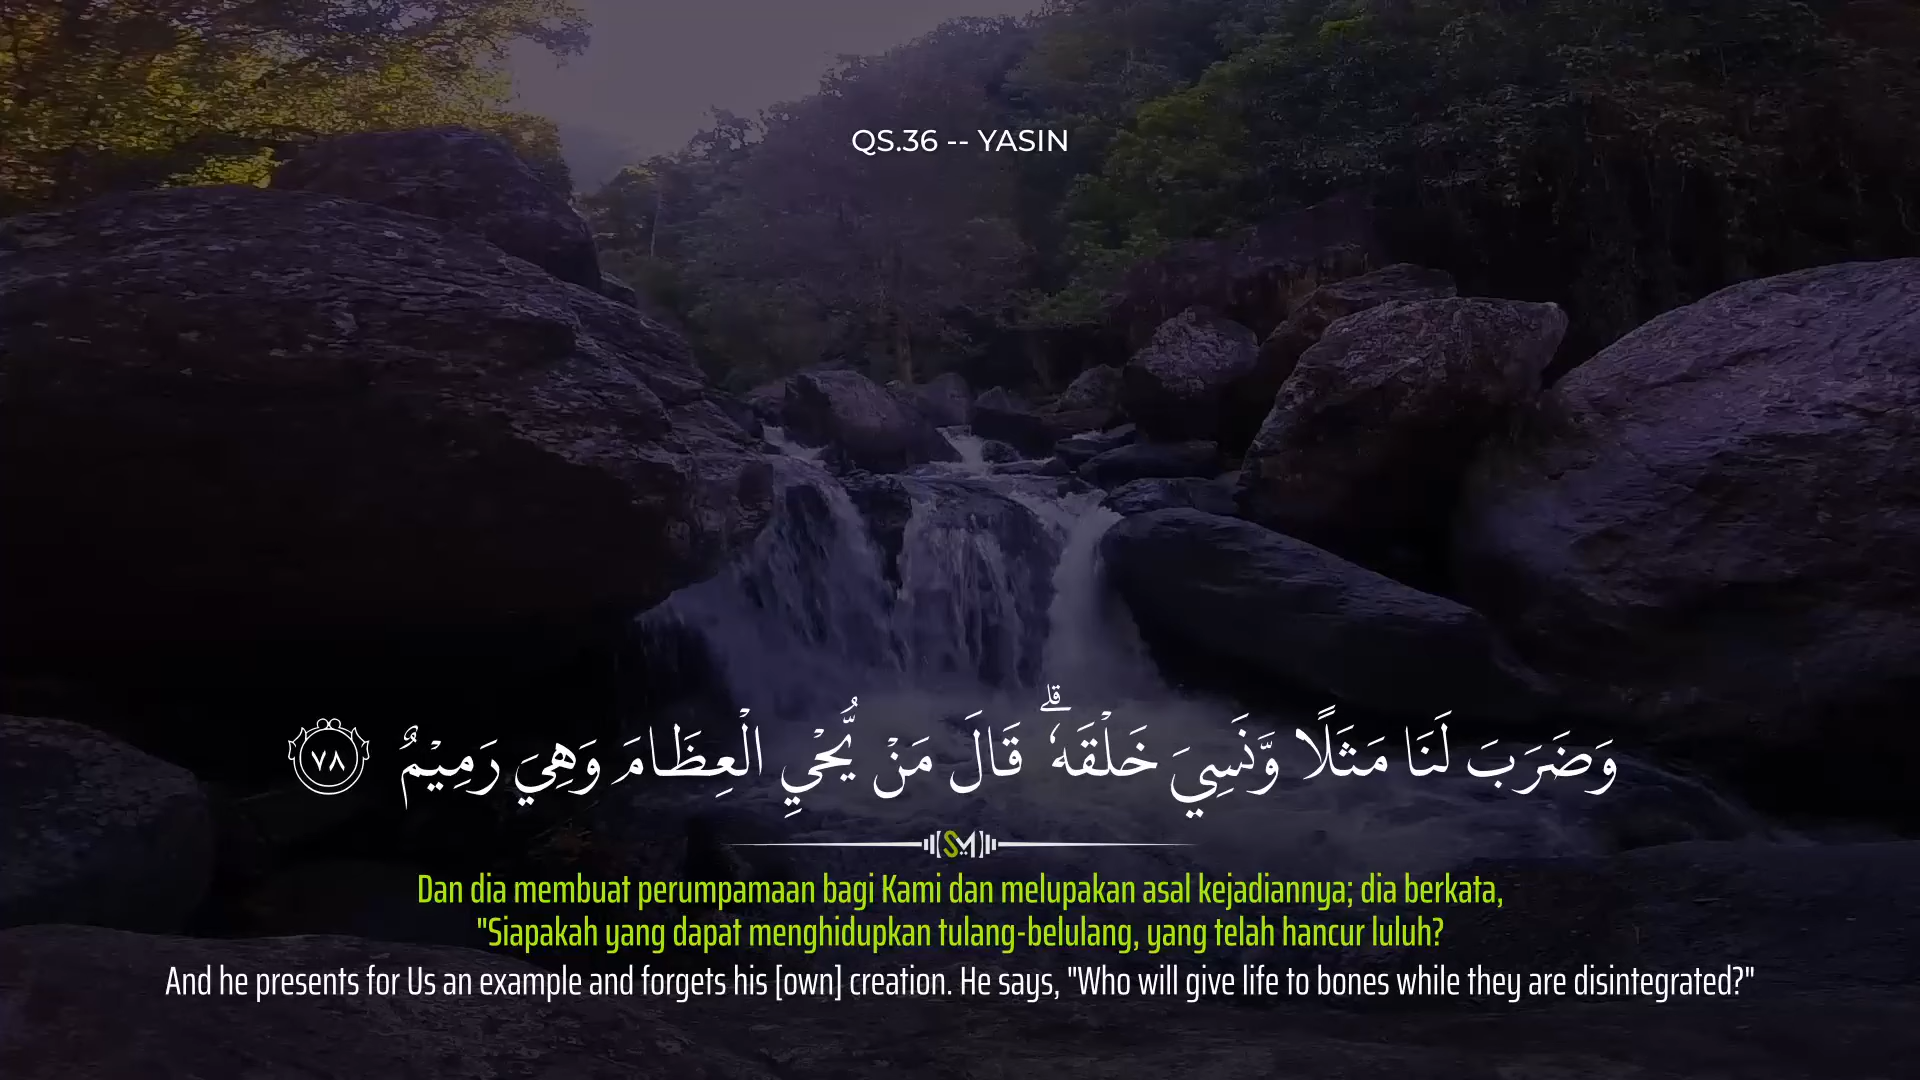 QS.36 -- YASIN
وَضَرَبَ لَنَا مَثَلًا وَّنَسِيَ خَلْقَهٗۗ قَالَ مَنْ يُّحْيِ الْعِظَامَ وَهِيَ رَمِيْمٌ ٧٨
SM
Dan dia membuat perumpamaan bagi Kami dan melupakan asal kejadiannya; dia berkata,
"Siapakah yang dapat menghidupkan tulang-belulang, yang telah hancur luluh?
And he presents for Us an example and forgets his [own] creation. He says, "Who will give life to bones while they are disintegrated?"